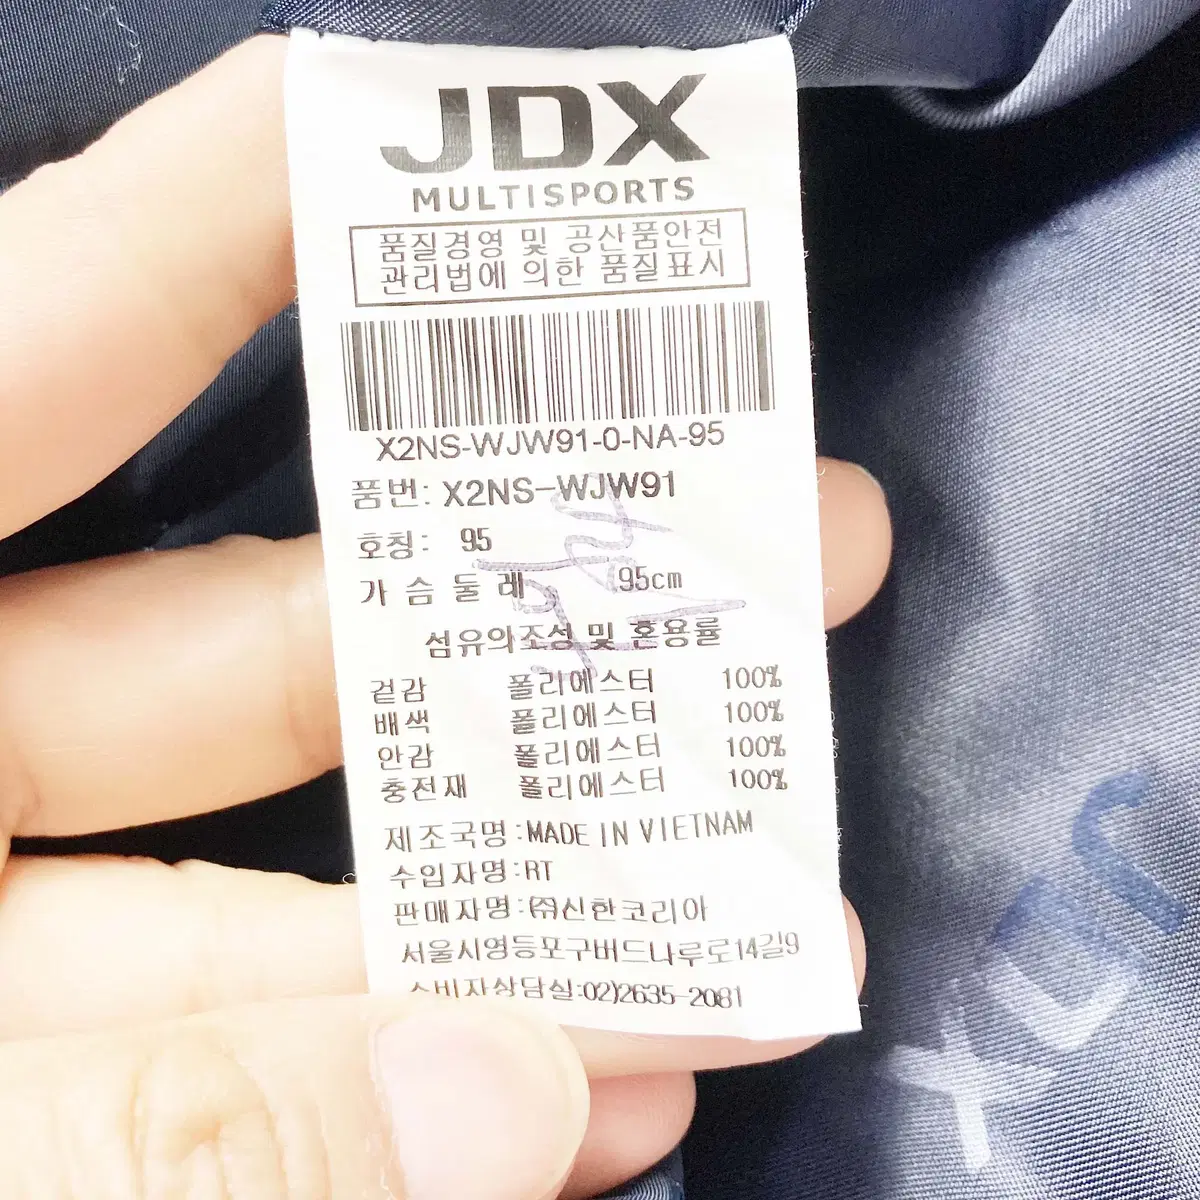 JDX
MULTISPORTS
품질경영 및 공산품안전
관리법에 의한 품질표시
X2NS-WJW91-0-NA-95
품번: X2NS-WJW91
호칭: 95
가슴둘레 95cm
섬유의조성 및 혼용률
겉감 폴리에스터 100%
배색 폴리에스터 100%
안감 폴리에스터 100%
충전재 폴리에스터 100%
제조국명:MADE IN VIETNAM
수입자명:RT
판매자명:㈜신한코리아
서울시영등포구버드나루로14길9
소비자상담실:02)2635-2081
JDX